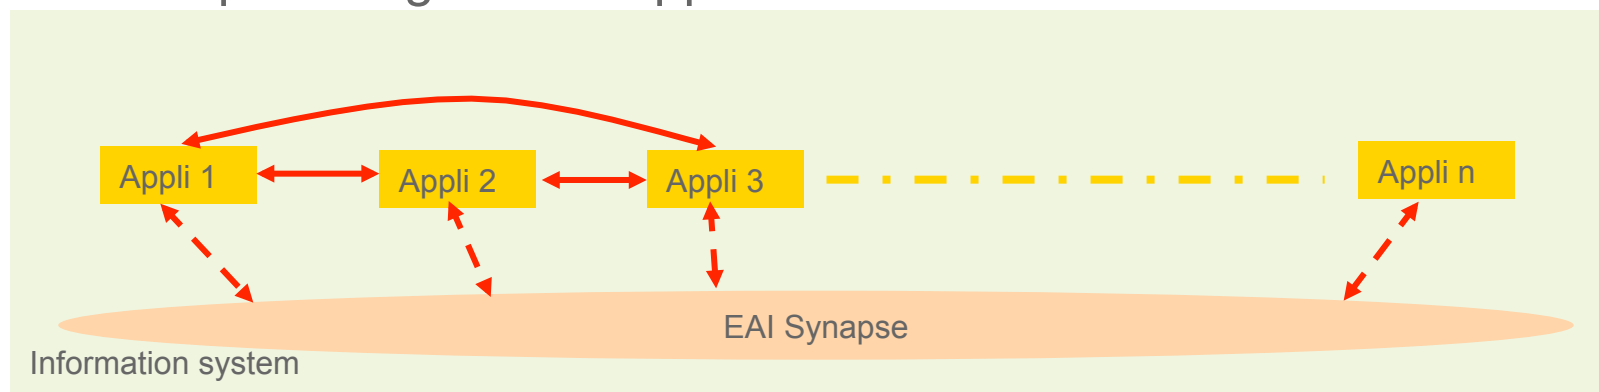 Appli 1
Appli 2
Appli 3
Appli n
EAI Synapse
Information system